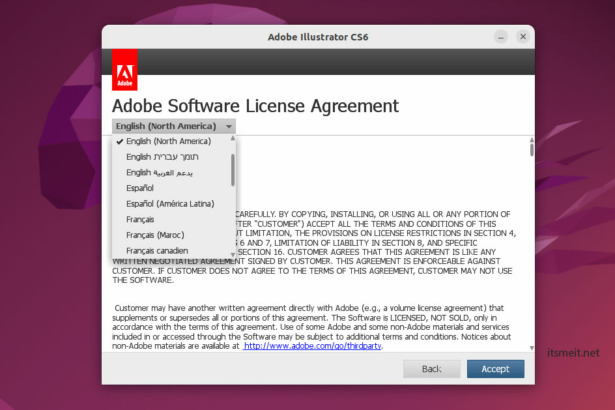 Adobe Illustrator CS6
Adobe
Adobe Software License Agreement
English (North America)
English (North America)
English תומך עברית
English يدعم العربية
Español
Español (América Latina)
Français
Français (Maroc)
Français canadien
CAREFULLY. BY COPYING, INSTALLING, OR USING ALL OR ANY PORTION OF
TER "CUSTOMER") ACCEPT ALL THE TERMS AND CONDITIONS OF THIS
T LIMITATION, THE PROVISIONS ON LICENSE RESTRICTIONS IN SECTION 4,
6 AND 7, LIMITATION OF LIABILITY IN SECTION 8, AND SPECIFIC
SECTION 16. CUSTOMER AGREES THAT THIS AGREEMENT IS LIKE ANY
WRITTEN NEGOTIATED AGREEMENT SIGNED BY CUSTOMER. THIS AGREEMENT IS ENFORCEABLE AGAINST
CUSTOMER. IF CUSTOMER DOES NOT AGREE TO THE TERMS OF THIS AGREEMENT, CUSTOMER MAY NOT USE
THE SOFTWARE.
Customer may have another written agreement directly with Adobe (e.g., a volume license agreement) that
supplements or supersedes all or portions of this agreement. The Software is LICENSED, NOT SOLD, only in
accordance with the terms of this agreement. Use of some Adobe and some non-Adobe materials and services
included in or accessed through the Software may be subject to additional terms and conditions. Notices about
non-Adobe materials are available at http://www.adobe.com/go/thirdparty.
Back
Accept
itsmeit.net